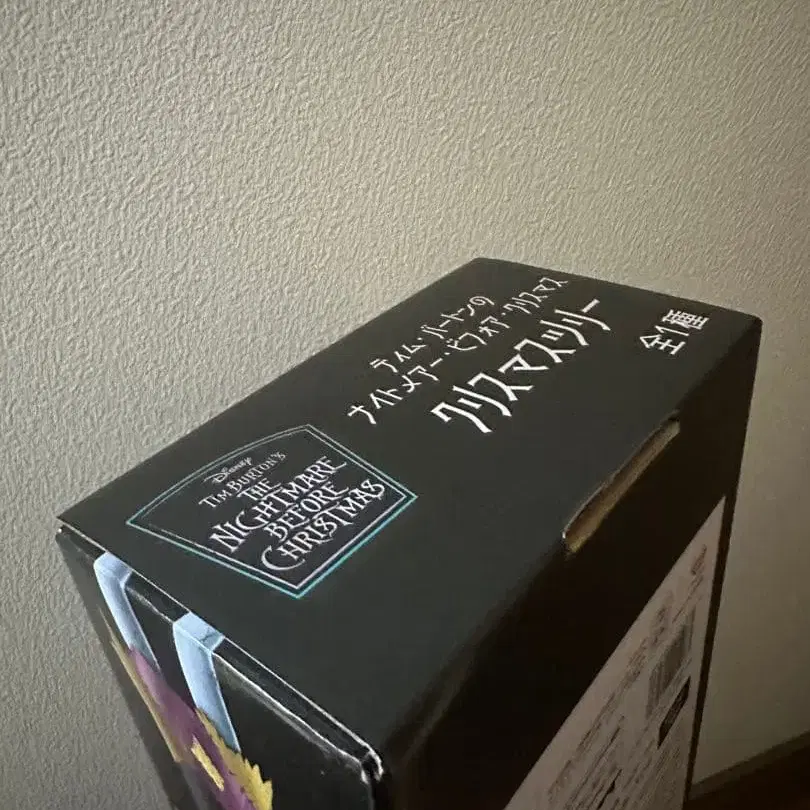 Disney
TIM BURTON'S
THE
NIGHTMARE
BEFORE
CHRISTMAS
ティム・バートンの
ナイトメアー・ビフォア・クリスマス
クリスマスツリー
全1種